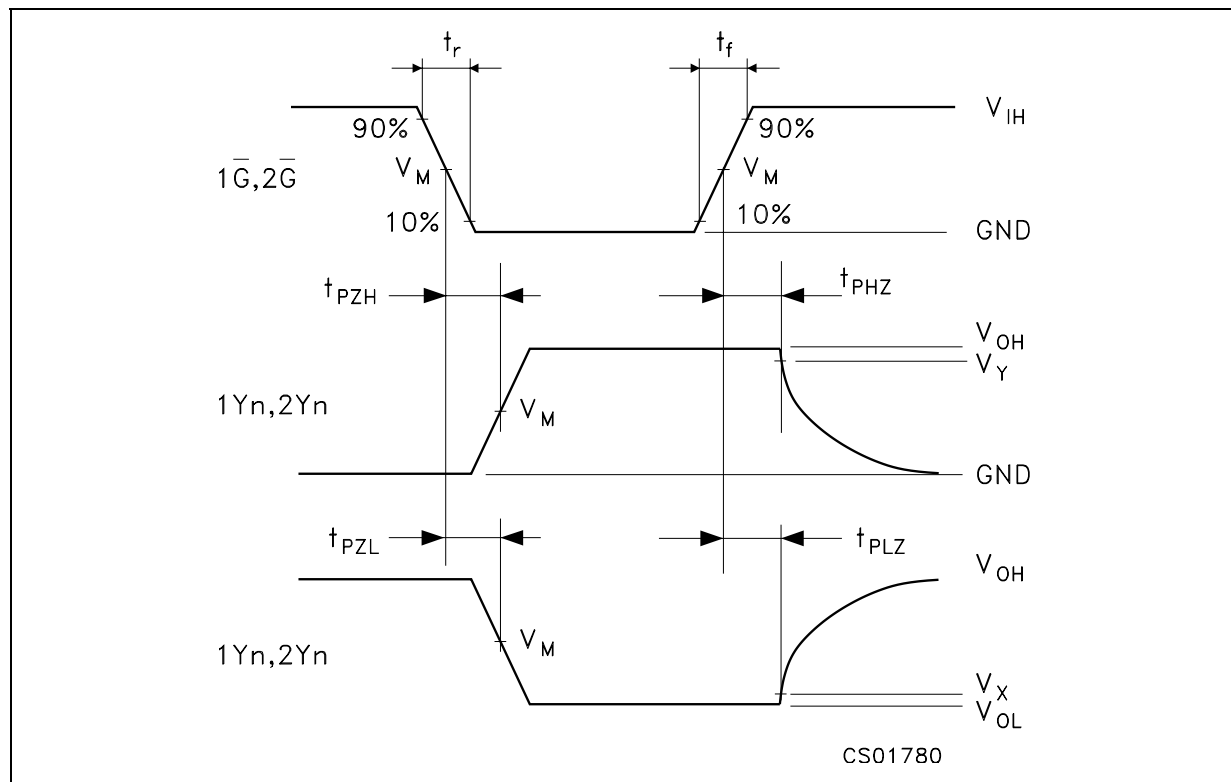 tr tf
VIH
90% 90%
1G̅,2G̅ VM VM
10% 10%
GND
tPZH tPHZ
VOH
VY
1Yn,2Yn VM
GND
tPZL tPLZ
VOH
1Yn,2Yn VM
VX
VOL
CS01780